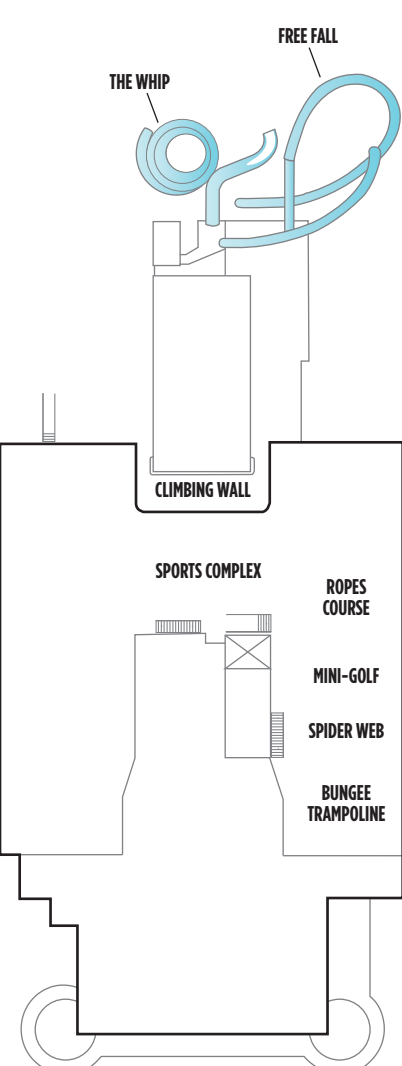 FREE FALL
THE WHIP
CLIMBING WALL
SPORTS COMPLEX
ROPES
COURSE
MINI-GOLF
SPIDER WEB
BUNGEE
TRAMPOLINE